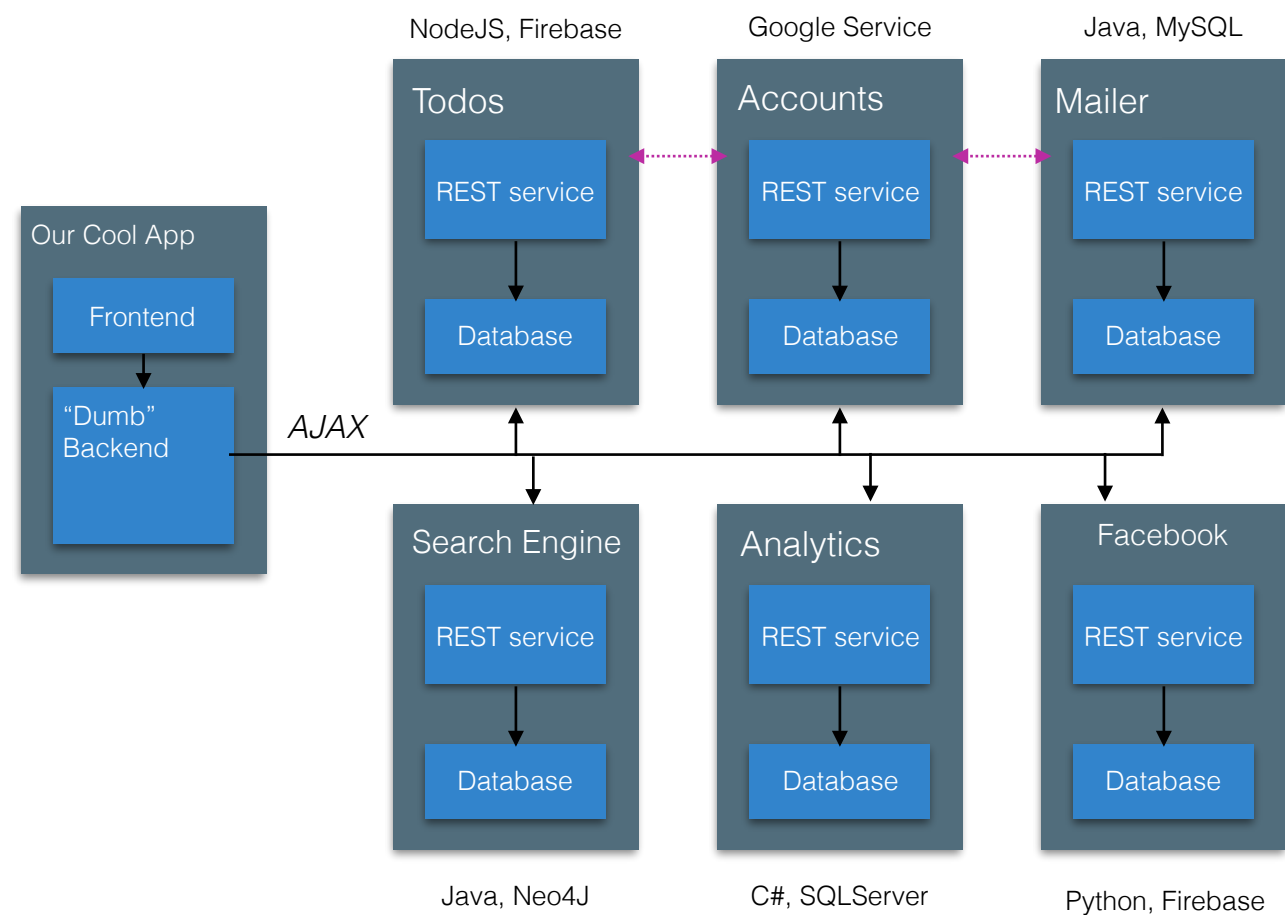 NodeJS, Firebase
Google Service
Java, MySQL
Todos
REST service
Database
Accounts
REST service
Database
Mailer
REST service
Database
Our Cool App
Frontend
“Dumb”
Backend
AJAX
Search Engine
REST service
Database
Analytics
REST service
Database
Facebook
REST service
Database
Java, Neo4J
C#, SQLServer
Python, Firebase